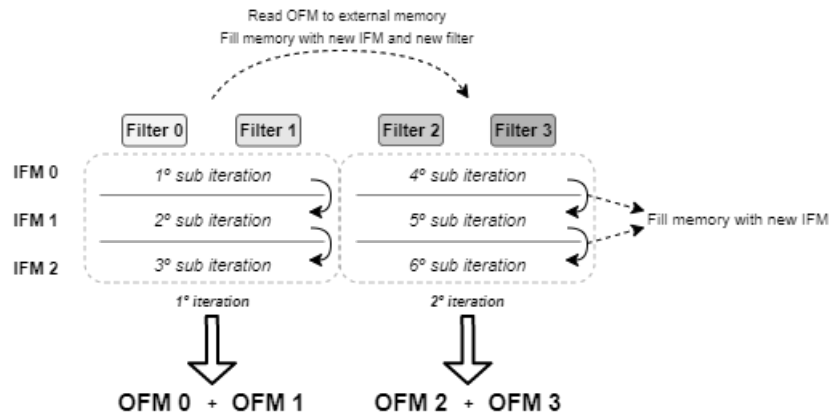 Read OFM to external memory
Fill memory with new IFM and new filter
Filter 0 Filter 1 Filter 2 Filter 3
IFM 0 1º sub iteration 4º sub iteration
IFM 1 2º sub iteration 5º sub iteration
Fill memory with new IFM
IFM 2 3º sub iteration 6º sub iteration
1º iteration 2º iteration
OFM 0 + OFM 1 OFM 2 + OFM 3